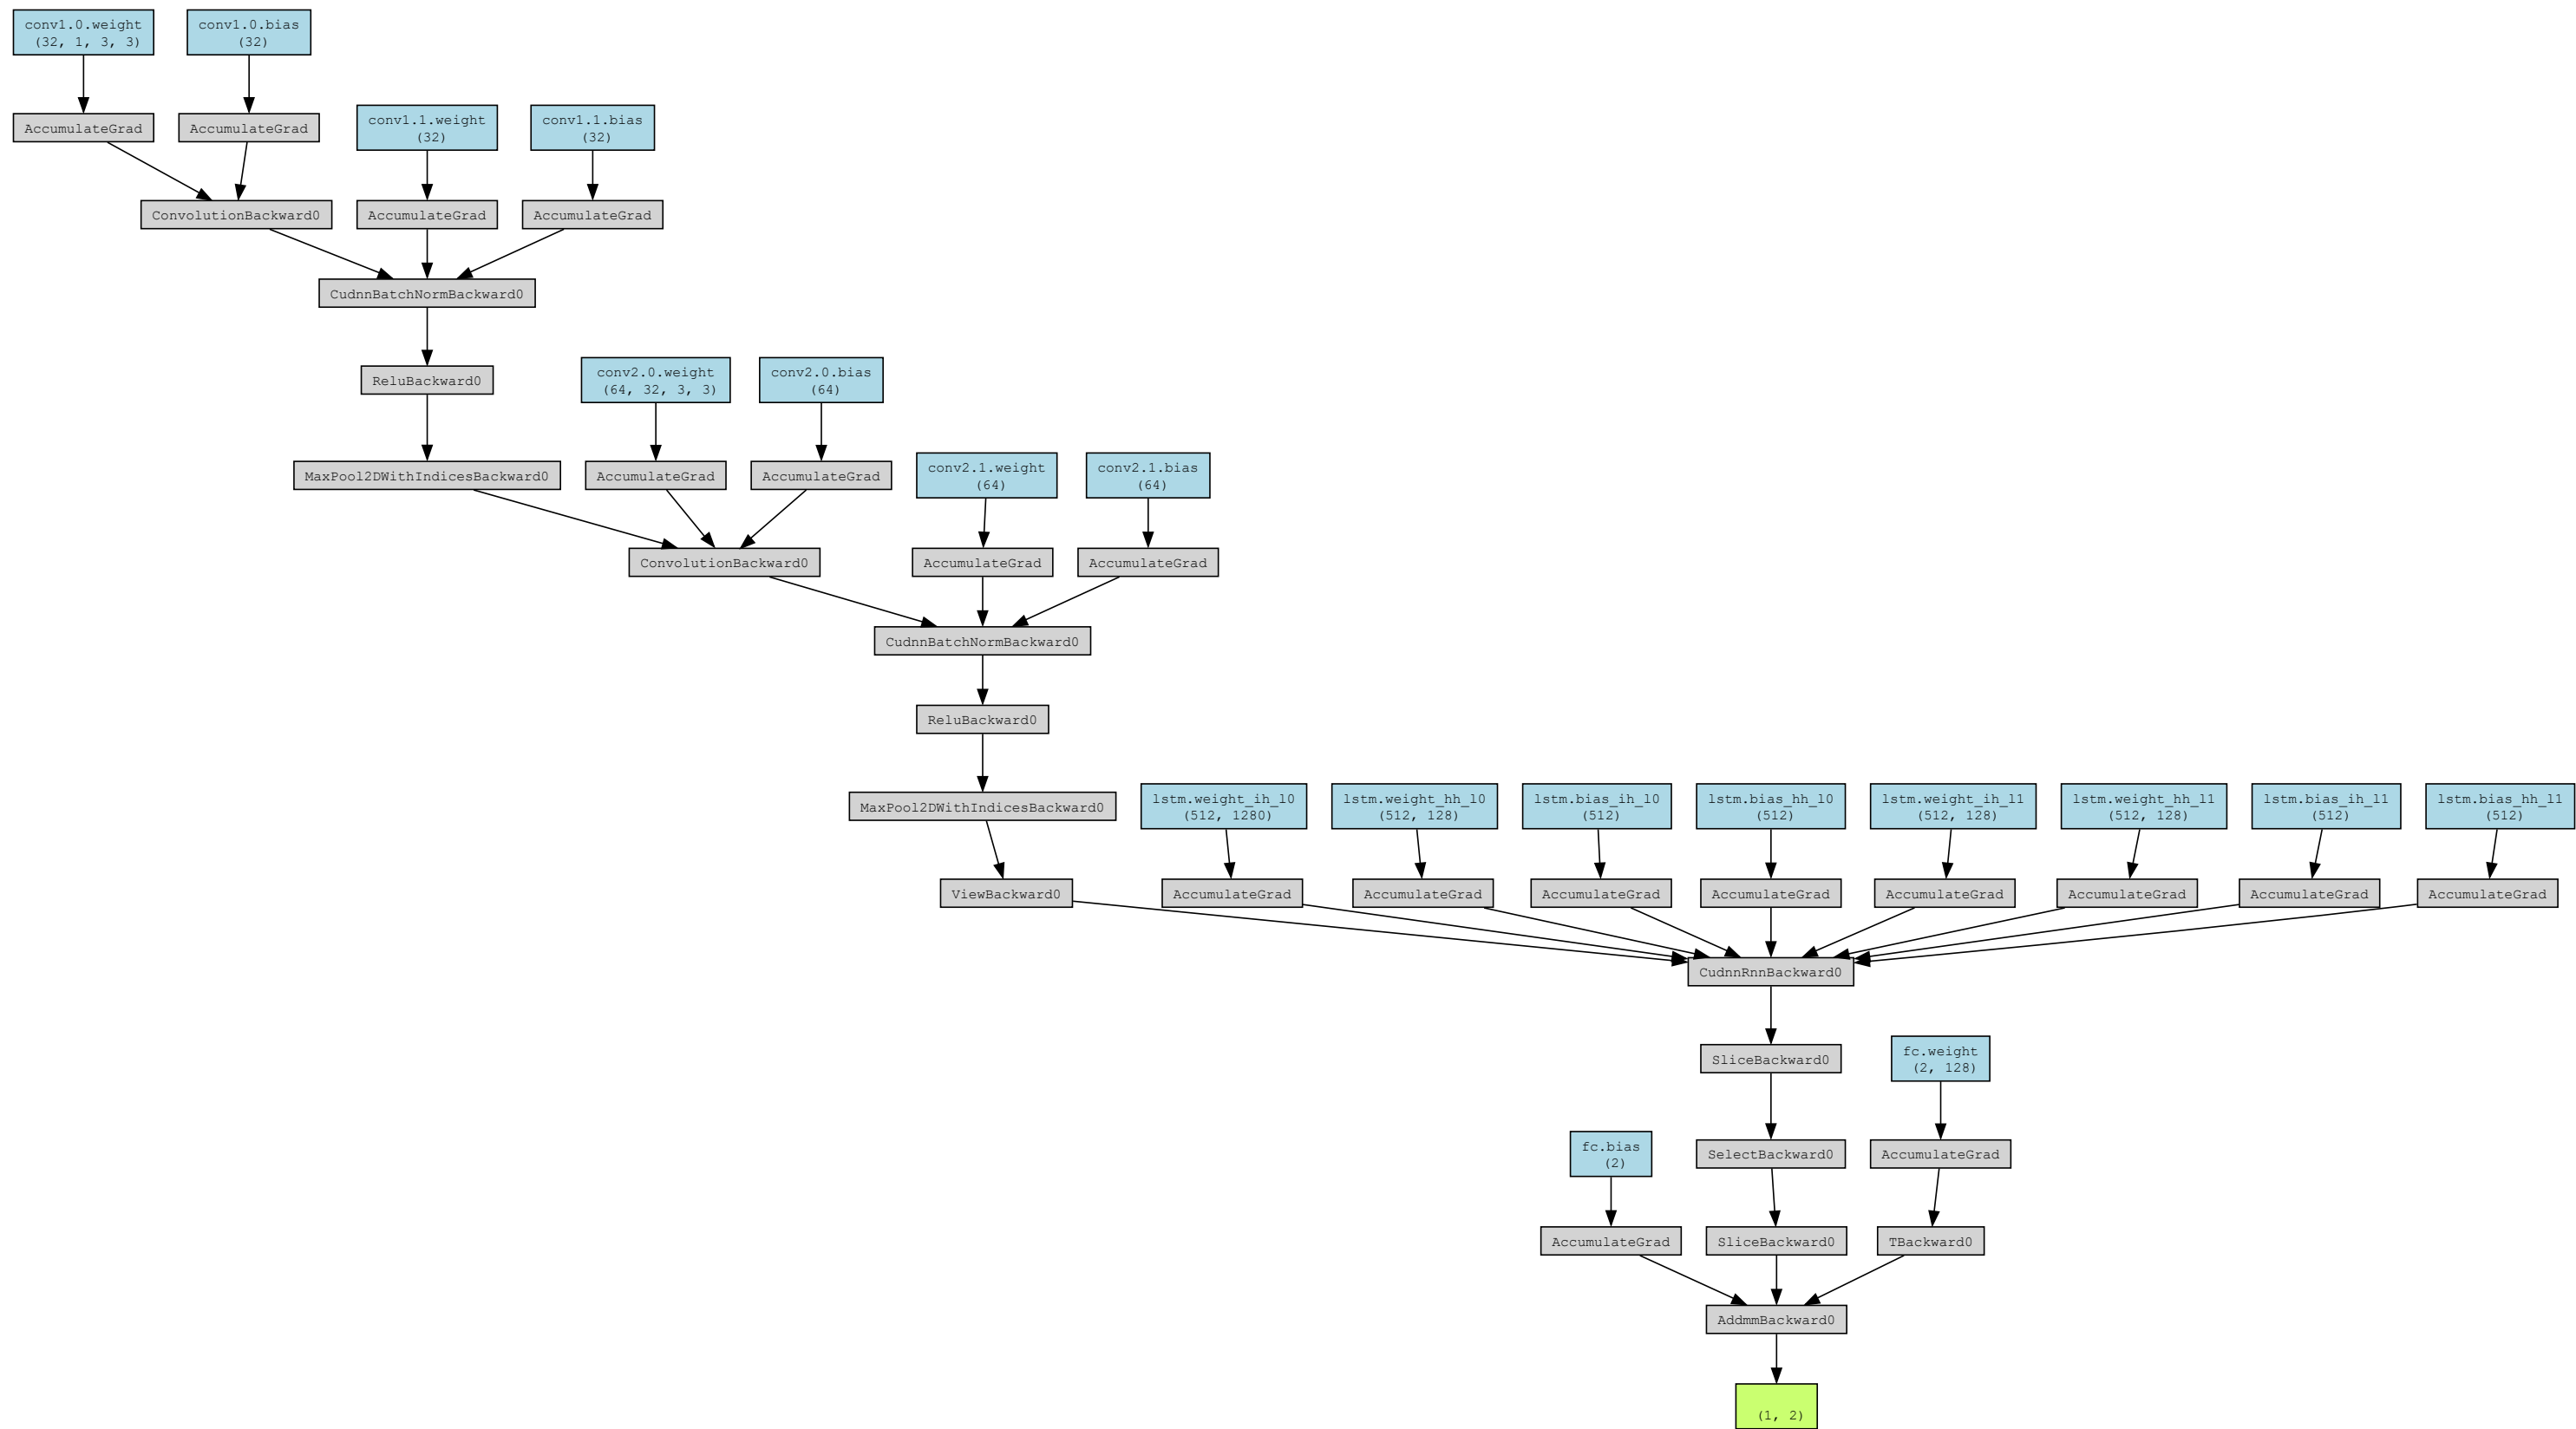 conv1.0.weight
(32, 1, 3, 3)
conv1.0.bias
(32)
AccumulateGrad
AccumulateGrad
conv1.1.weight
(32)
conv1.1.bias
(32)
ConvolutionBackward0
AccumulateGrad
AccumulateGrad
CudnnBatchNormBackward0
ReluBackward0
conv2.0.weight
(64, 32, 3, 3)
conv2.0.bias
(64)
MaxPool2DWithIndicesBackward0
AccumulateGrad
AccumulateGrad
conv2.1.weight
(64)
conv2.1.bias
(64)
ConvolutionBackward0
AccumulateGrad
AccumulateGrad
CudnnBatchNormBackward0
ReluBackward0
MaxPool2DWithIndicesBackward0
lstm.weight_ih_l0
(512, 1280)
lstm.weight_hh_l0
(512, 128)
lstm.bias_ih_l0
(512)
lstm.bias_hh_l0
(512)
lstm.weight_ih_l1
(512, 128)
lstm.weight_hh_l1
(512, 128)
lstm.bias_ih_l1
(512)
lstm.bias_hh_l1
(512)
ViewBackward0
AccumulateGrad
AccumulateGrad
AccumulateGrad
AccumulateGrad
AccumulateGrad
AccumulateGrad
AccumulateGrad
AccumulateGrad
CudnnRnnBackward0
SliceBackward0
fc.weight
(2, 128)
fc.bias
(2)
SelectBackward0
AccumulateGrad
AccumulateGrad
SliceBackward0
TBackward0
AddmmBackward0
(1, 2)